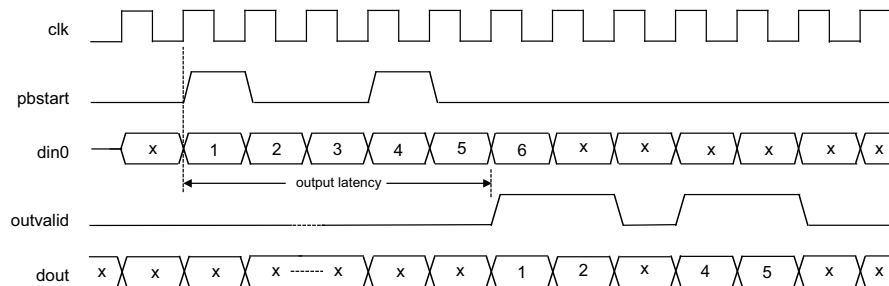 clk
pbstart
din0 x 1 2 3 4 5 6 x x x x x x
output latency
outvalid
dout x x x x x x x 1 2 x 4 5 x x